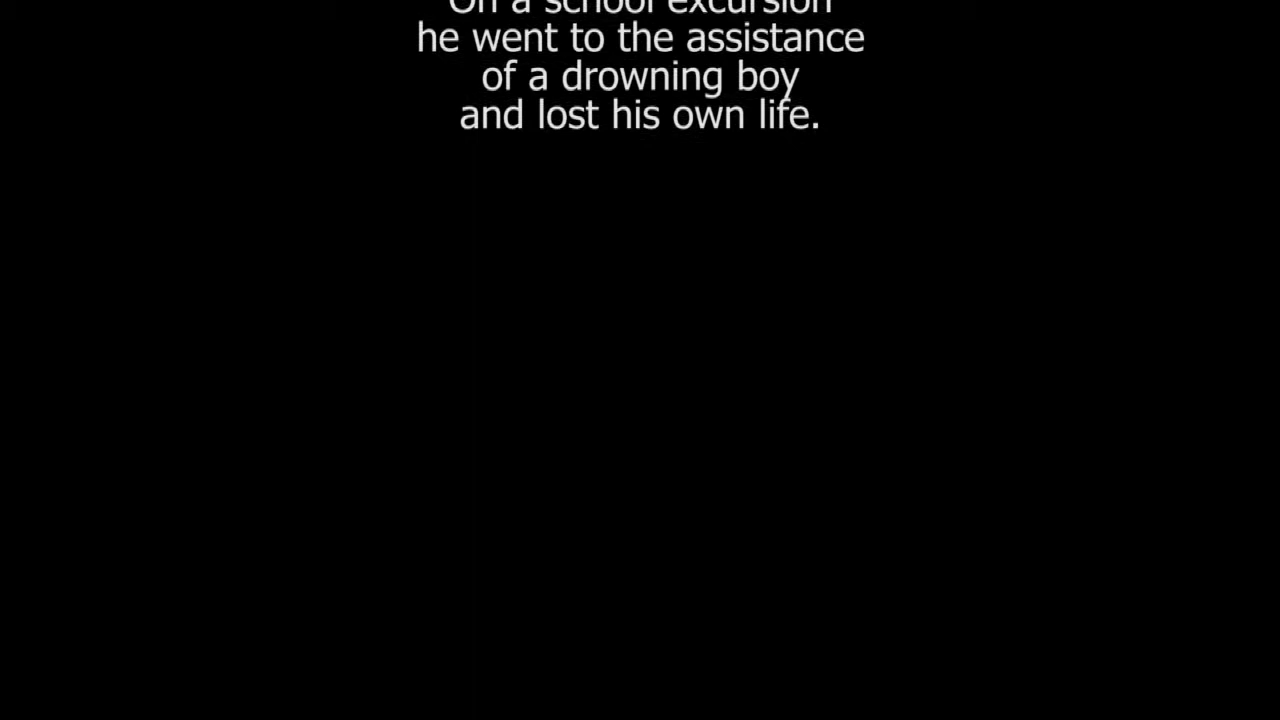 On a school excursion
he went to the assistance
of a drowning boy
and lost his own life.